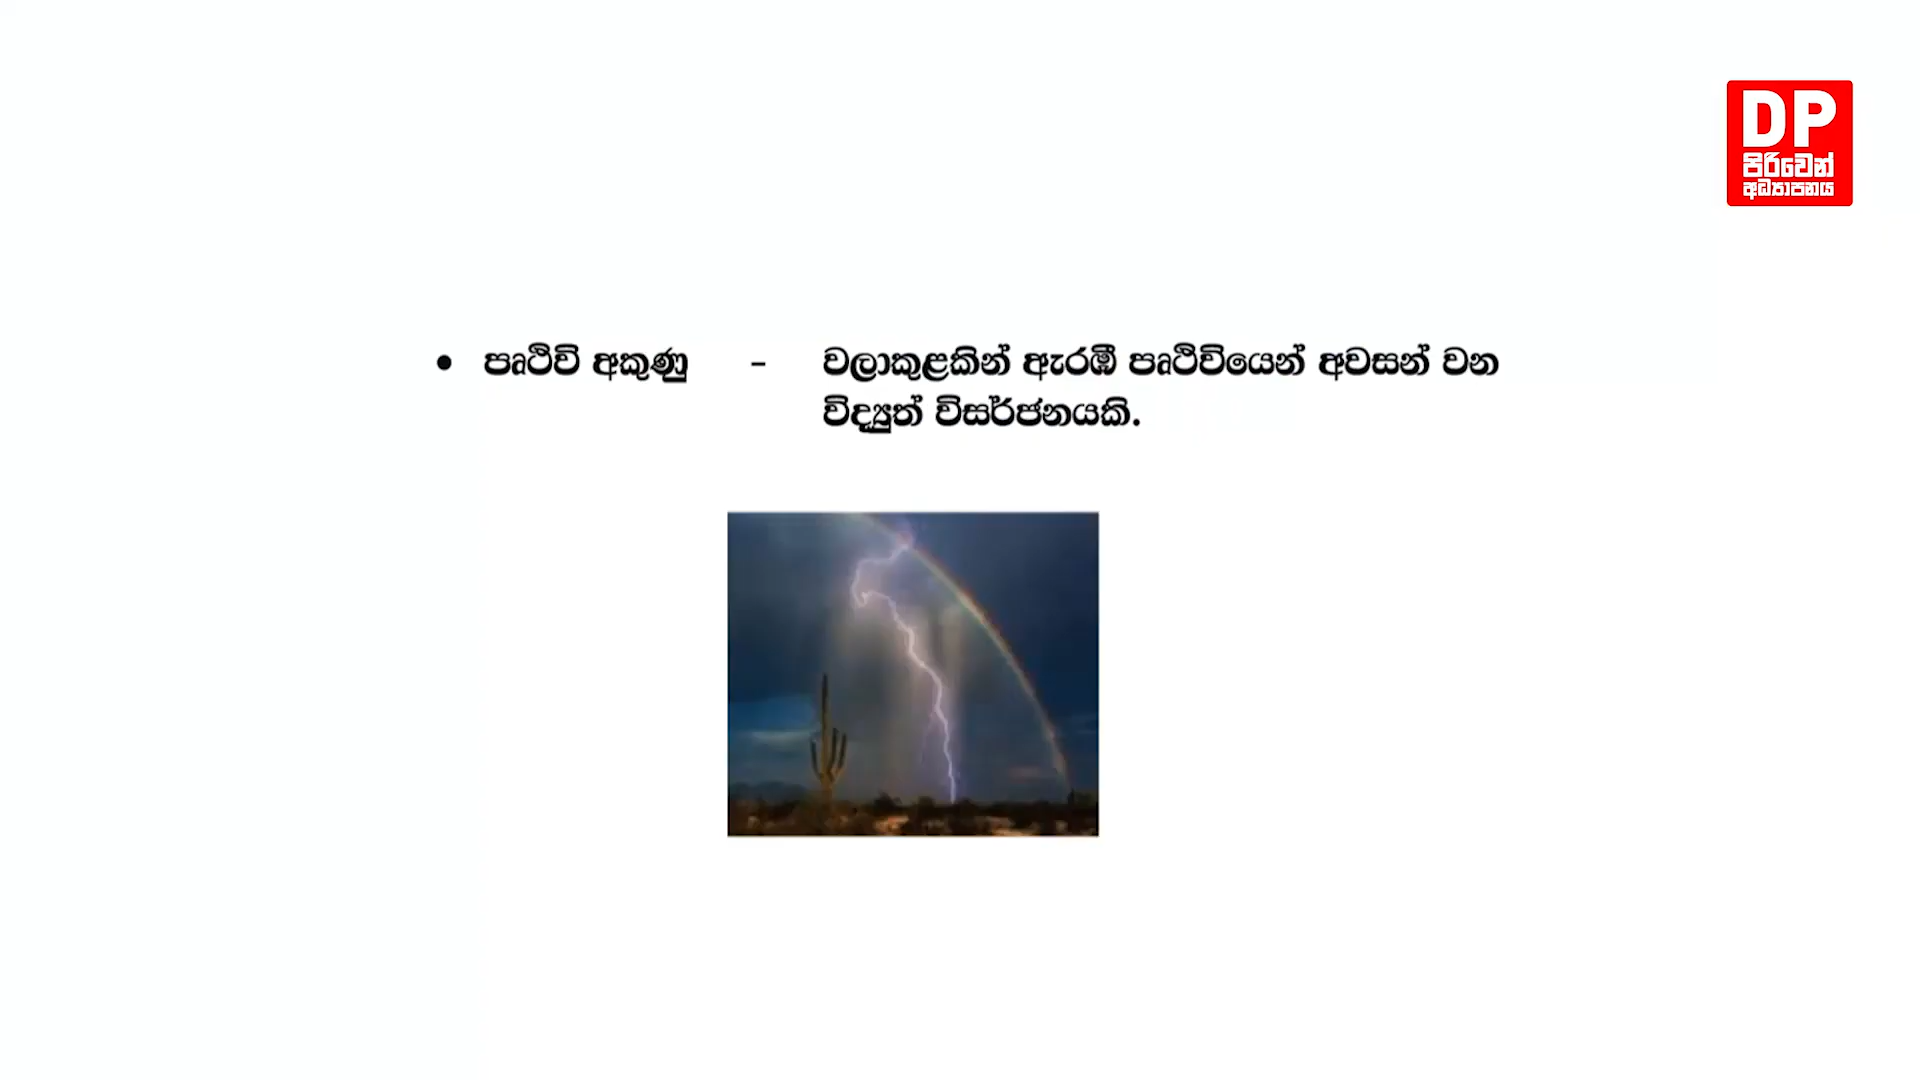 DP
පිරිවෙන්
අධ්‍යාපනය
• පෘථිවි අකුණු – වලාකුළකින් ඇරඹී පෘථිවියෙන් අවසන් වන
විද්‍යුත් විසර්ජනයකි.